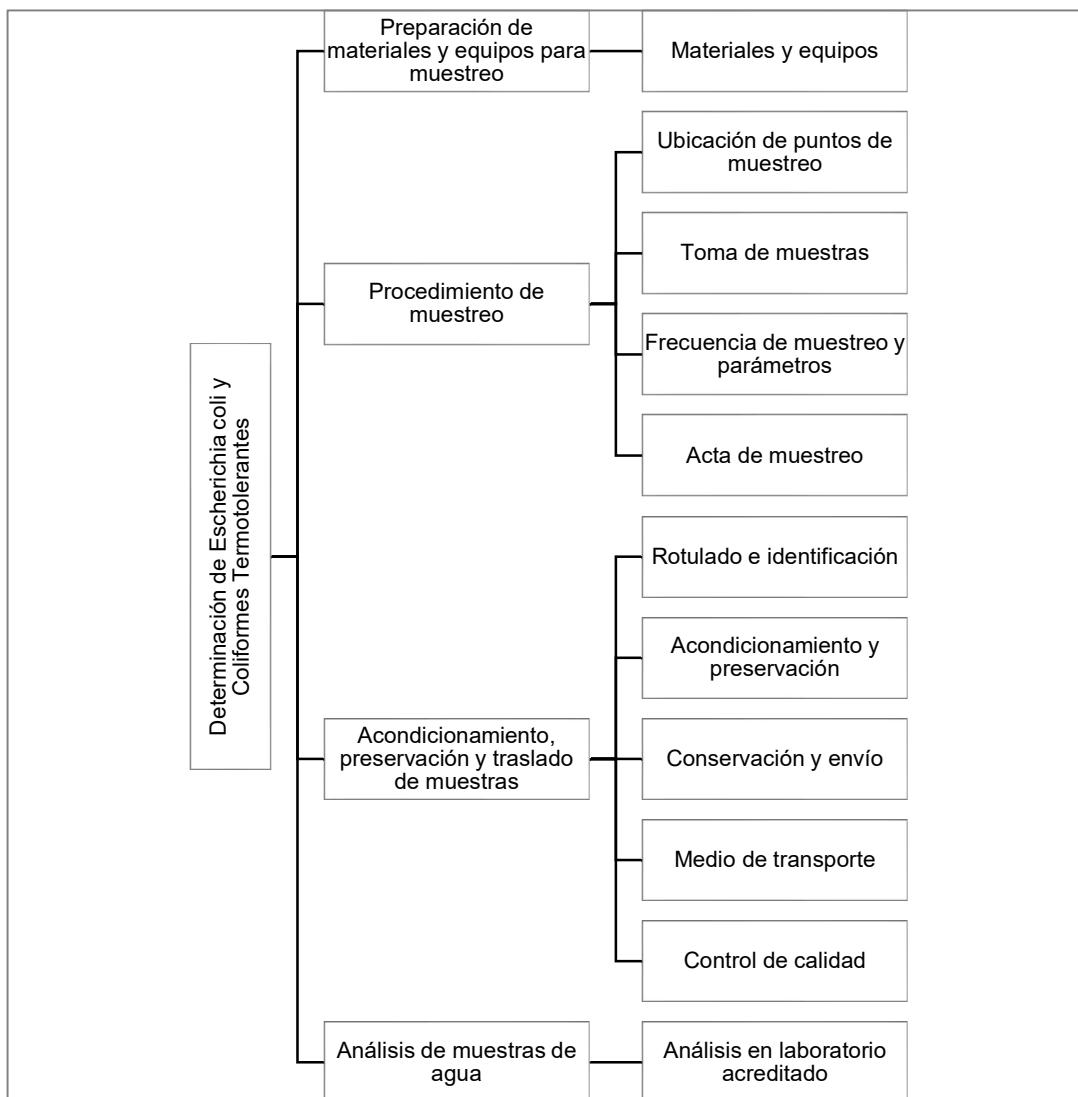 Preparación de
materiales y equipos para
muestreo
Materiales y equipos
Ubicación de puntos de
muestreo
Toma de muestras
Procedimiento de
muestreo
Frecuencia de muestreo y
parámetros
Acta de muestreo
Determinación de Escherichia coli y
Coliformes Termotolerantes
Rotulado e identificación
Acondicionamiento y
preservación
Acondicionamiento,
preservación y traslado
de muestras
Conservación y envío
Medio de transporte
Control de calidad
Análisis de muestras de
agua
Análisis en laboratorio
acreditado